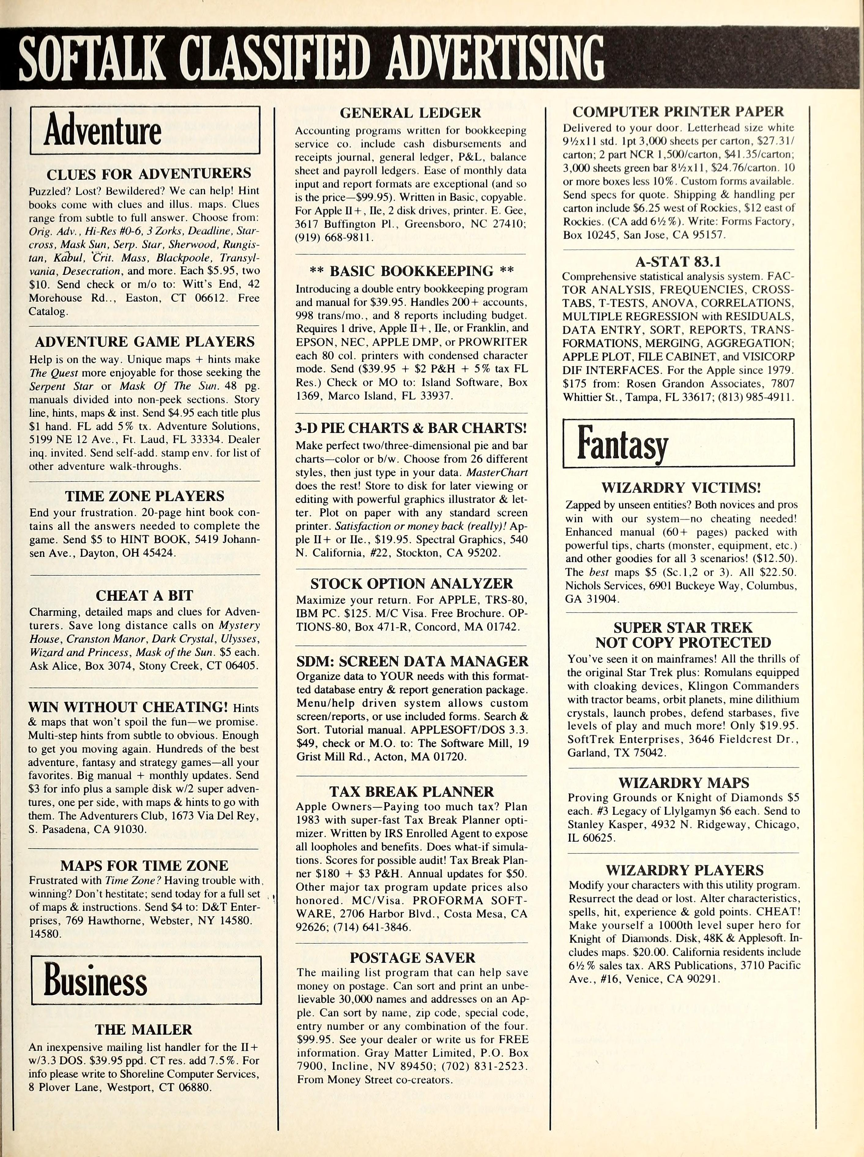 SOFTALK CLASSIFIED ADVERTISING
Adventure
CLUES FOR ADVENTURERS
Puzzled? Lost? Bewildered? We can help! Hint
books come with clues and illus. maps. Clues
range from subtle to full answer. Choose from:
Orig. Adv., Hi-Res #0-6, 3 Zorks, Deadline, Star-
cross, Mask Sun, Serp. Star, Sherwood, Rungis-
tan, Kabul, Crit. Mass, Blackpoole, Transyl-
vania, Desecration, and more. Each $5.95, two
$10. Send check or m/o to: Witt's End, 42
Morehouse Rd.., Easton, CT 06612. Free
Catalog.
ADVENTURE GAME PLAYERS
Help is on the way. Unique maps + hints make
The Quest more enjoyable for those seeking the
Serpent Star or Mask Of The Sun. 48 pg.
manuals divided into non-peek sections. Story
line, hints, maps & inst. Send $4.95 each title plus
$1 hand. FL add 5% tx. Adventure Solutions,
5199 NE 12 Ave., Ft. Laud, FL 33334. Dealer
inq. invited. Send self-add. stamp env. for list of
other adventure walk-throughs.
TIME ZONE PLAYERS
End your frustration. 20-page hint book con-
tains all the answers needed to complete the
game. Send $5 to HINT BOOK, 5419 Johann-
sen Ave., Dayton, OH 45424.
CHEAT A BIT
Charming, detailed maps and clues for Adven-
turers. Save long distance calls on Mystery
House, Cranston Manor, Dark Crystal, Ulysses,
Wizard and Princess, Mask of the Sun. $5 each.
Ask Alice, Box 3074, Stony Creek, CT 06405.
WIN WITHOUT CHEATING! Hints
& maps that won't spoil the fun—we promise.
Multi-step hints from subtle to obvious. Enough
to get you moving again. Hundreds of the best
adventure, fantasy and strategy games—all your
favorites. Big manual + monthly updates. Send
$3 for info plus a sample disk w/2 super adven-
tures, one per side, with maps & hints to go with
them. The Adventurers Club, 1673 Via Del Rey,
S. Pasadena, CA 91030.
MAPS FOR TIME ZONE
Frustrated with Time Zone? Having trouble with
winning? Don't hestitate; send today for a full set
of maps & instructions. Send $4 to: D&T Enter-
prises, 769 Hawthorne, Webster, NY 14580.
14580.
Business
THE MAILER
An inexpensive mailing list handler for the II+
w/3.3 DOS. $39.95 ppd. CT res. add 7.5%. For
info please write to Shoreline Computer Services,
8 Plover Lane, Westport, CT 06880.
GENERAL LEDGER
Accounting programs written for bookkeeping
service co. include cash disbursements and
receipts journal, general ledger, P&L, balance
sheet and payroll ledgers. Ease of monthly data
input and report formats are exceptional (and so
is the price—$99.95). Written in Basic, copyable.
For Apple II+, IIe, 2 disk drives, printer. E. Gee,
3617 Buffington Pl., Greensboro, NC 27410;
(919) 668-9811.
** BASIC BOOKKEEPING **
Introducing a double entry bookkeeping program
and manual for $39.95. Handles 200+ accounts,
998 trans/mo., and 8 reports including budget.
Requires 1 drive, Apple II+, IIe, or Franklin, and
EPSON, NEC, APPLE DMP, or PROWRITER
each 80 col. printers with condensed character
mode. Send ($39.95 + $2 P&H + 5% tax FL
Res.) Check or MO to: Island Software, Box
1369, Marco Island, FL 33937.
3-D PIE CHARTS & BAR CHARTS!
Make perfect two/three-dimensional pie and bar
charts—color or b/w. Choose from 26 different
styles, then just type in your data. MasterChart
does the rest! Store to disk for later viewing or
editing with powerful graphics illustrator & let-
ter. Plot on paper with any standard screen
printer. Satisfaction or money back (really)! Ap-
ple II+ or IIe., $19.95. Spectral Graphics, 540
N. California, #22, Stockton, CA 95202.
STOCK OPTION ANALYZER
Maximize your return. For APPLE, TRS-80,
IBM PC. $125. M/C Visa. Free Brochure. OP-
TIONS-80, Box 471-R, Concord, MA 01742.
SDM: SCREEN DATA MANAGER
Organize data to YOUR needs with this format-
ted database entry & report generation package.
Menu/help driven system allows custom
screen/reports, or use included forms. Search &
Sort. Tutorial manual. APPLESOFT/DOS 3.3.
$49, check or M.O. to: The Software Mill, 19
Grist Mill Rd., Acton, MA 01720.
TAX BREAK PLANNER
Apple Owners—Paying too much tax? Plan
1983 with super-fast Tax Break Planner opti-
mizer. Written by IRS Enrolled Agent to expose
all loopholes and benefits. Does what-if simula-
tions. Scores for possible audit! Tax Break Plan-
ner $180 + $3 P&H. Annual updates for $50.
Other major tax program update prices also
honored. MC/Visa. PROFORMA SOFT-
WARE, 2706 Harbor Blvd., Costa Mesa, CA
92626; (714) 641-3846.
POSTAGE SAVER
The mailing list program that can help save
money on postage. Can sort and print an unbe-
lievable 30,000 names and addresses on an Ap-
ple. Can sort by name, zip code, special code,
entry number or any combination of the four.
$99.95. See your dealer or write us for FREE
information. Gray Matter Limited, P.O. Box
7900, Incline, NV 89450; (702) 831-2523.
From Money Street co-creators.
COMPUTER PRINTER PAPER
Delivered to your door. Letterhead size white
9½x11 std. 1pt 3,000 sheets per carton, $27.31/
carton; 2 part NCR 1,500/carton, $41.35/carton;
3,000 sheets green bar 8½x11, $24.76/carton. 10
or more boxes less 10%. Custom forms available.
Send specs for quote. Shipping & handling per
carton include $6.25 west of Rockies, $12 east of
Rockies. (CA add 6½%). Write: Forms Factory,
Box 10245, San Jose, CA 95157.
A-STAT 83.1
Comprehensive statistical analysis system. FAC-
TOR ANALYSIS, FREQUENCIES, CROSS-
TABS, T-TESTS, ANOVA, CORRELATIONS,
MULTIPLE REGRESSION with RESIDUALS,
DATA ENTRY, SORT, REPORTS, TRANS-
FORMATIONS, MERGING, AGGREGATION;
APPLE PLOT, FILE CABINET, and VISICORP
DIF INTERFACES. For the Apple since 1979.
$175 from: Rosen Grandon Associates, 7807
Whittier St., Tampa, FL 33617; (813) 985-4911.
Fantasy
WIZARDRY VICTIMS!
Zapped by unseen entities? Both novices and pros
win with our system—no cheating needed!
Enhanced manual (60+ pages) packed with
powerful tips, charts (monster, equipment, etc.)
and other goodies for all 3 scenarios! ($12.50).
The best maps $5 (Sc.1,2 or 3). All $22.50.
Nichols Services, 6901 Buckeye Way, Columbus,
GA 31904.
SUPER STAR TREK
NOT COPY PROTECTED
You've seen it on mainframes! All the thrills of
the original Star Trek plus: Romulans equipped
with cloaking devices, Klingon Commanders
with tractor beams, orbit planets, mine dilithium
crystals, launch probes, defend starbases, five
levels of play and much more! Only $19.95.
SoftTrek Enterprises, 3646 Fieldcrest Dr.,
Garland, TX 75042.
WIZARDRY MAPS
Proving Grounds or Knight of Diamonds $5
each. #3 Legacy of Llylgamyn $6 each. Send to
Stanley Kasper, 4932 N. Ridgeway, Chicago,
IL 60625.
WIZARDRY PLAYERS
Modify your characters with this utility program.
Resurrect the dead or lost. Alter characteristics,
spells, hit, experience & gold points. CHEAT!
Make yourself a 1000th level super hero for
Knight of Diamonds. Disk, 48K & Applesoft. In-
cludes maps. $20.00. California residents include
6½% sales tax. ARS Publications, 3710 Pacific
Ave., #16, Venice, CA 90291.